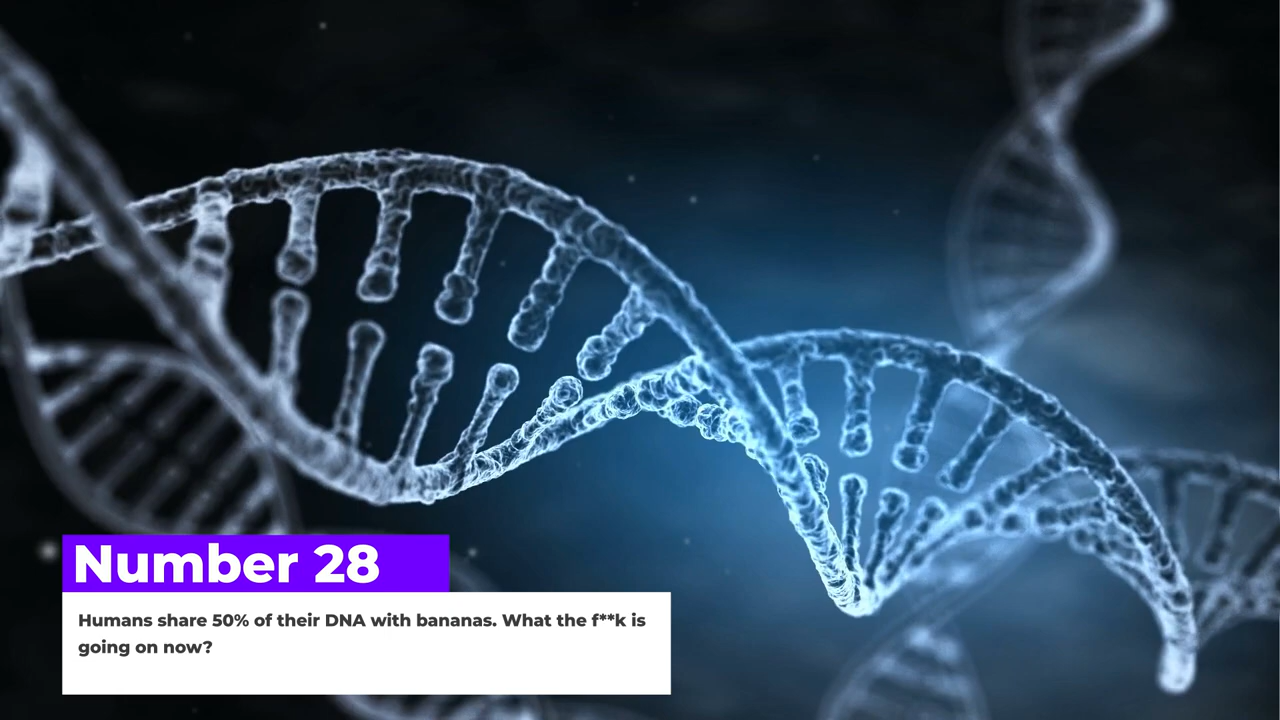 Number 28
Humans share 50% of their DNA with bananas. What the f**k is
going on now?